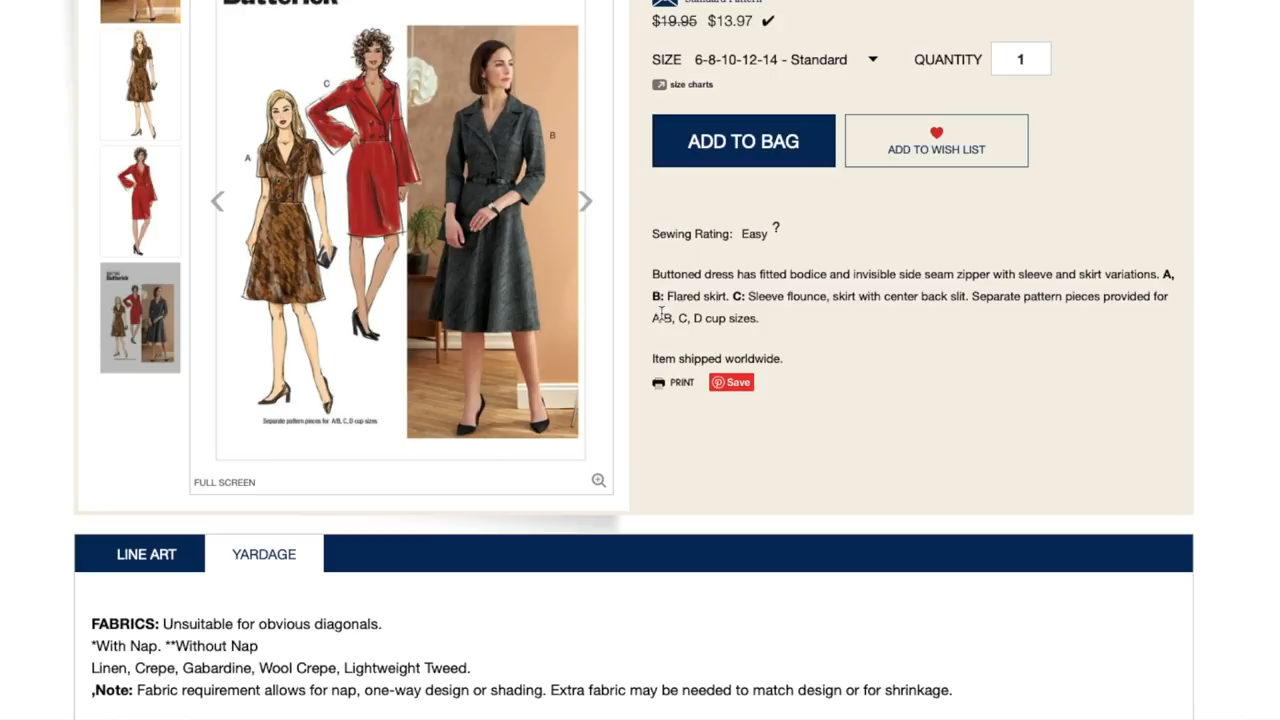 Butterick
Standard Pattern
$19.95 $13.97 ✔
SIZE 6-8-10-12-14 - Standard QUANTITY 1
size charts
ADD TO BAG
ADD TO WISH LIST
Sewing Rating: Easy ?
Buttoned dress has fitted bodice and invisible side seam zipper with sleeve and skirt variations. A,
B: Flared skirt. C: Sleeve flounce, skirt with center back slit. Separate pattern pieces provided for
A/B, C, D cup sizes.
Item shipped worldwide.
PRINT Save
A
C
B
Separate pattern pieces for A/B, C, D cup sizes
FULL SCREEN
Butterick
LINE ART YARDAGE
FABRICS: Unsuitable for obvious diagonals.
*With Nap. **Without Nap
Linen, Crepe, Gabardine, Wool Crepe, Lightweight Tweed.
,Note: Fabric requirement allows for nap, one-way design or shading. Extra fabric may be needed to match design or for shrinkage.